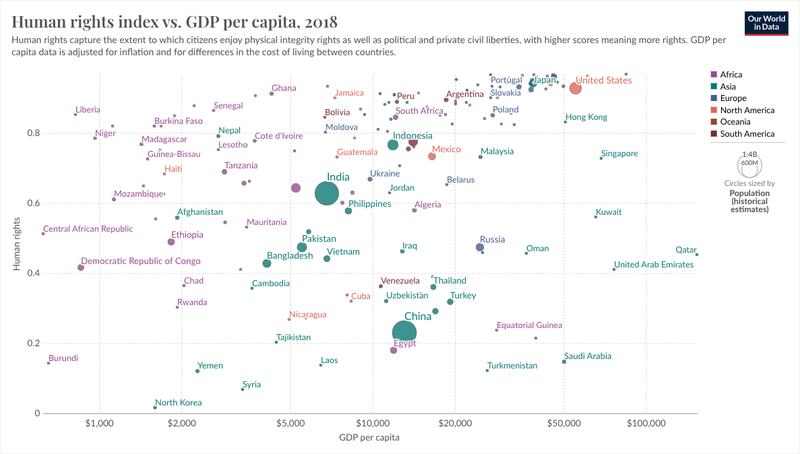 Human rights index vs. GDP per capita, 2018
Our World
in Data
Human rights capture the extent to which citizens enjoy physical integrity rights as well as political and private civil liberties, with higher scores meaning more rights. GDP per
capita data is adjusted for inflation and for differences in the cost of living between countries.
Africa
Asia
Europe
North America
Oceania
South America
1:4B
600M
Circles sized by
Population
(historical
estimates)
Portugal
Japan
United States
Ghana
Jamaica
Peru
Argentina
Slovakia
Liberia
Senegal
Bolivia
South Africa
Poland
Hong Kong
Burkina Faso
Moldova
Niger
Nepal
Cote d'Ivoire
Indonesia
0.8
Madagascar
Lesotho
Guinea-Bissau
Guatemala
Mexico
Malaysia
Singapore
Haiti
Tanzania
India
Ukraine
Belarus
Mozambique
Jordan
0.6
Afghanistan
Philippines
Algeria
Kuwait
Central African Republic
Mauritania
Ethiopia
Pakistan
Iraq
Russia
Oman
Qatar
Bangladesh
Vietnam
Democratic Republic of Congo
United Arab Emirates
0.4
Chad
Cambodia
Venezuela
Thailand
Rwanda
Cuba
Uzbekistan
Turkey
Nicaragua
China
Equatorial Guinea
0.2
Tajikistan
Egypt
Burundi
Yemen
Laos
Turkmenistan
Saudi Arabia
Syria
North Korea
0
$1,000
$2,000
$5,000
$10,000
$20,000
$50,000
$100,000
GDP per capita
Human rights